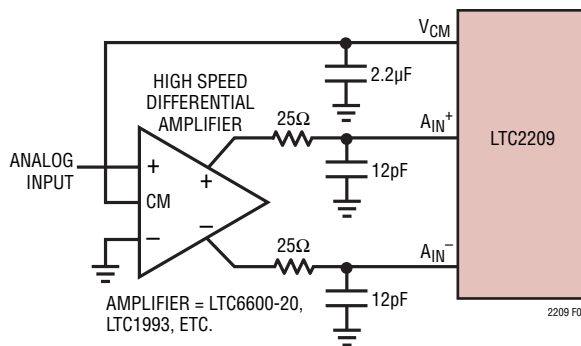 VCM
2.2µF
HIGH SPEED
DIFFERENTIAL
AMPLIFIER
25Ω
AIN+
LTC2209
ANALOG
INPUT
+
+
12pF
CM
−
−
25Ω
AIN−
12pF
AMPLIFIER = LTC6600-20,
LTC1993, ETC.
2209 F0